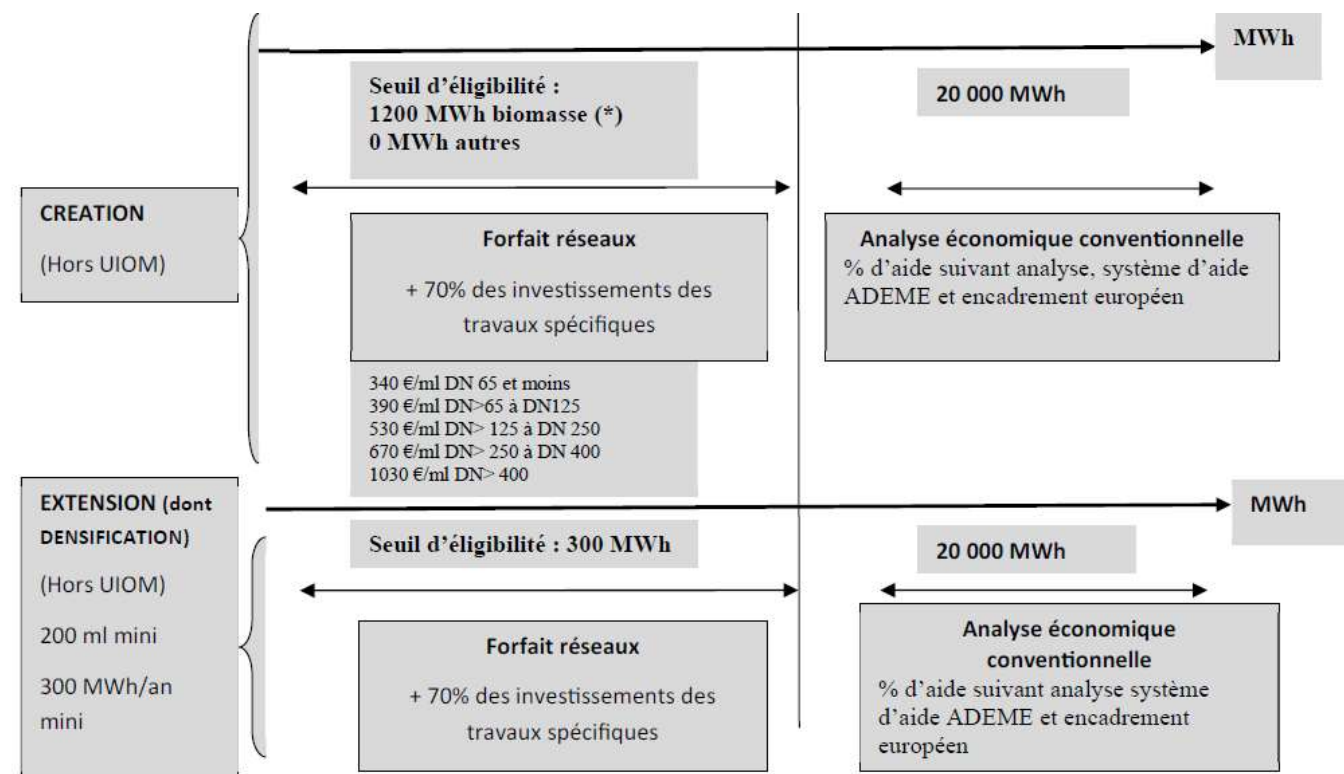 MWh
Seuil d'éligibilité :
1200 MWh biomasse (*)
0 MWh autres
20 000 MWh
CREATION
(Hors UIOM)
Forfait réseaux
+ 70% des investissements des
travaux spécifiques
Analyse économique conventionnelle
% d'aide suivant analyse, système d'aide
ADEME et encadrement européen
340 €/ml DN 65 et moins
390 €/ml DN>65 à DN125
530 €/ml DN> 125 à DN 250
670 €/ml DN> 250 à DN 400
1030 €/ml DN> 400
EXTENSION (dont
DENSIFICATION)
(Hors UIOM)
200 ml mini
300 MWh/an
mini
MWh
Seuil d'éligibilité : 300 MWh
20 000 MWh
Forfait réseaux
+ 70% des investissements des
travaux spécifiques
Analyse économique
conventionnelle
% d'aide suivant analyse système
d'aide ADEME et encadrement
européen